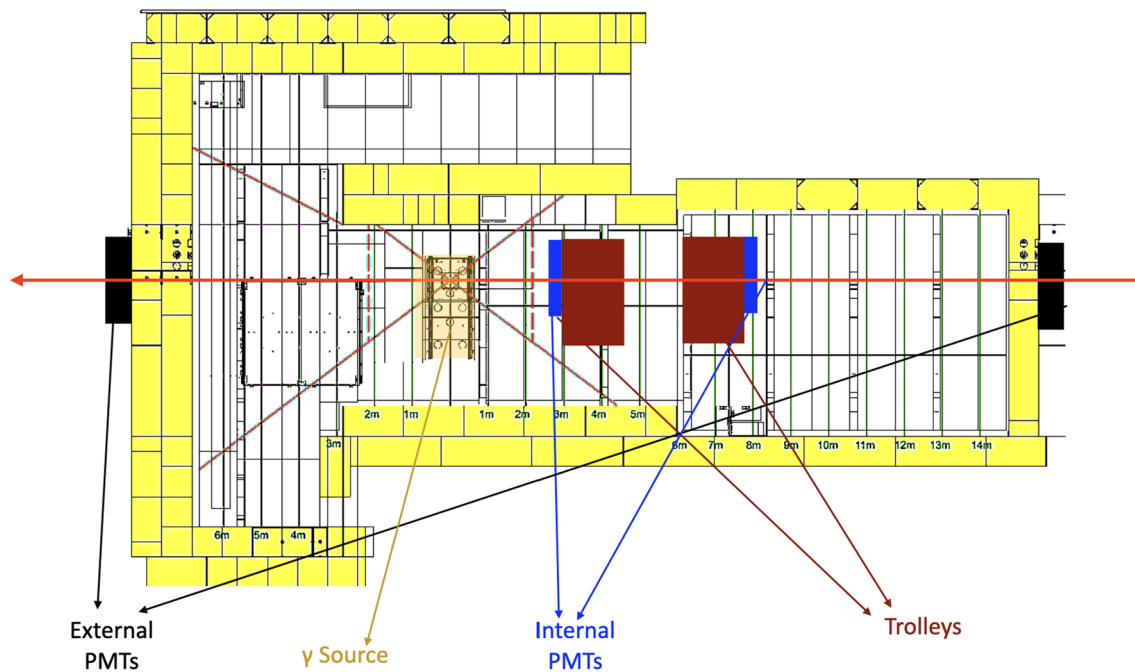 2m 1m 1m 2m 3m 4m 5m
3m 6m 7m 8m 9m 10m 11m 12m 13m 14m
6m 5m 4m
External
PMTs
γ Source
Internal
PMTs
Trolleys